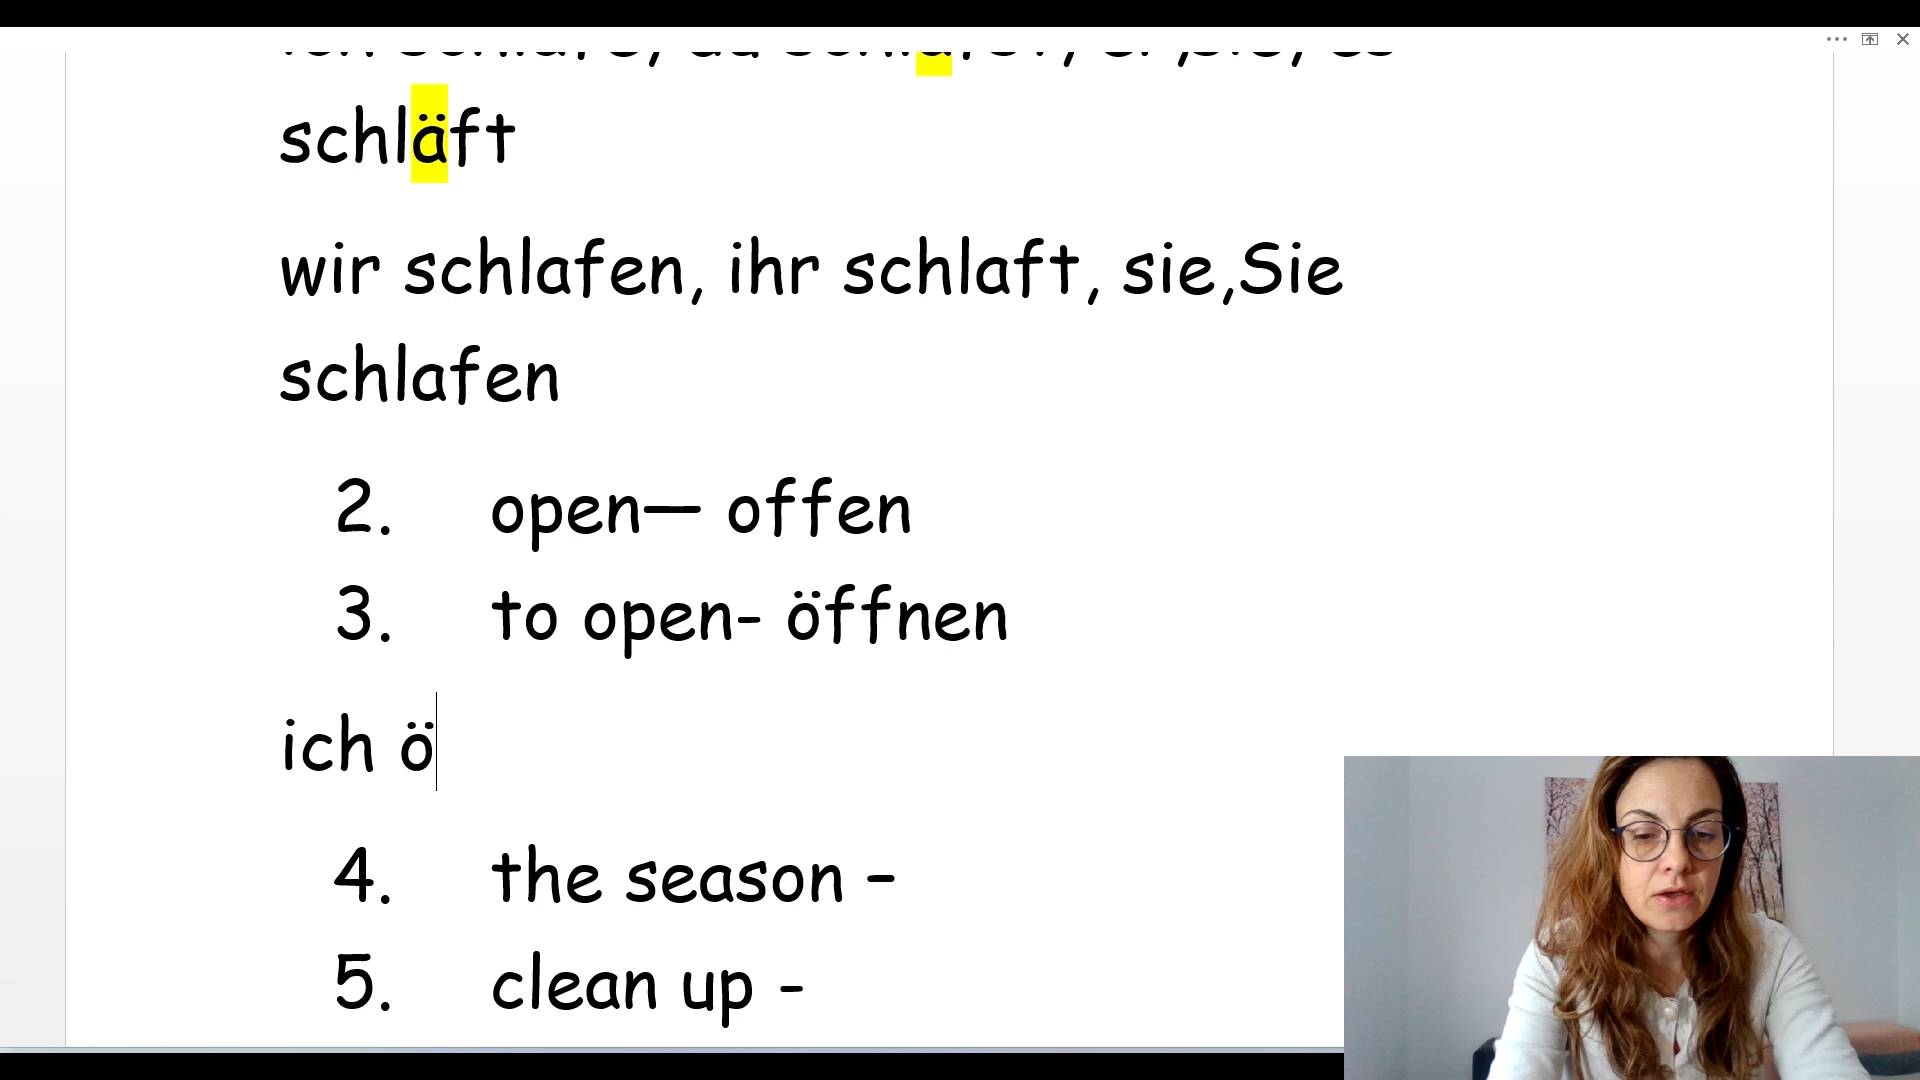 schläft
wir schlafen, ihr schlaft, sie,Sie
schlafen
2. open— offen
3. to open- öffnen
ich ö
4. the season –
5. clean up -